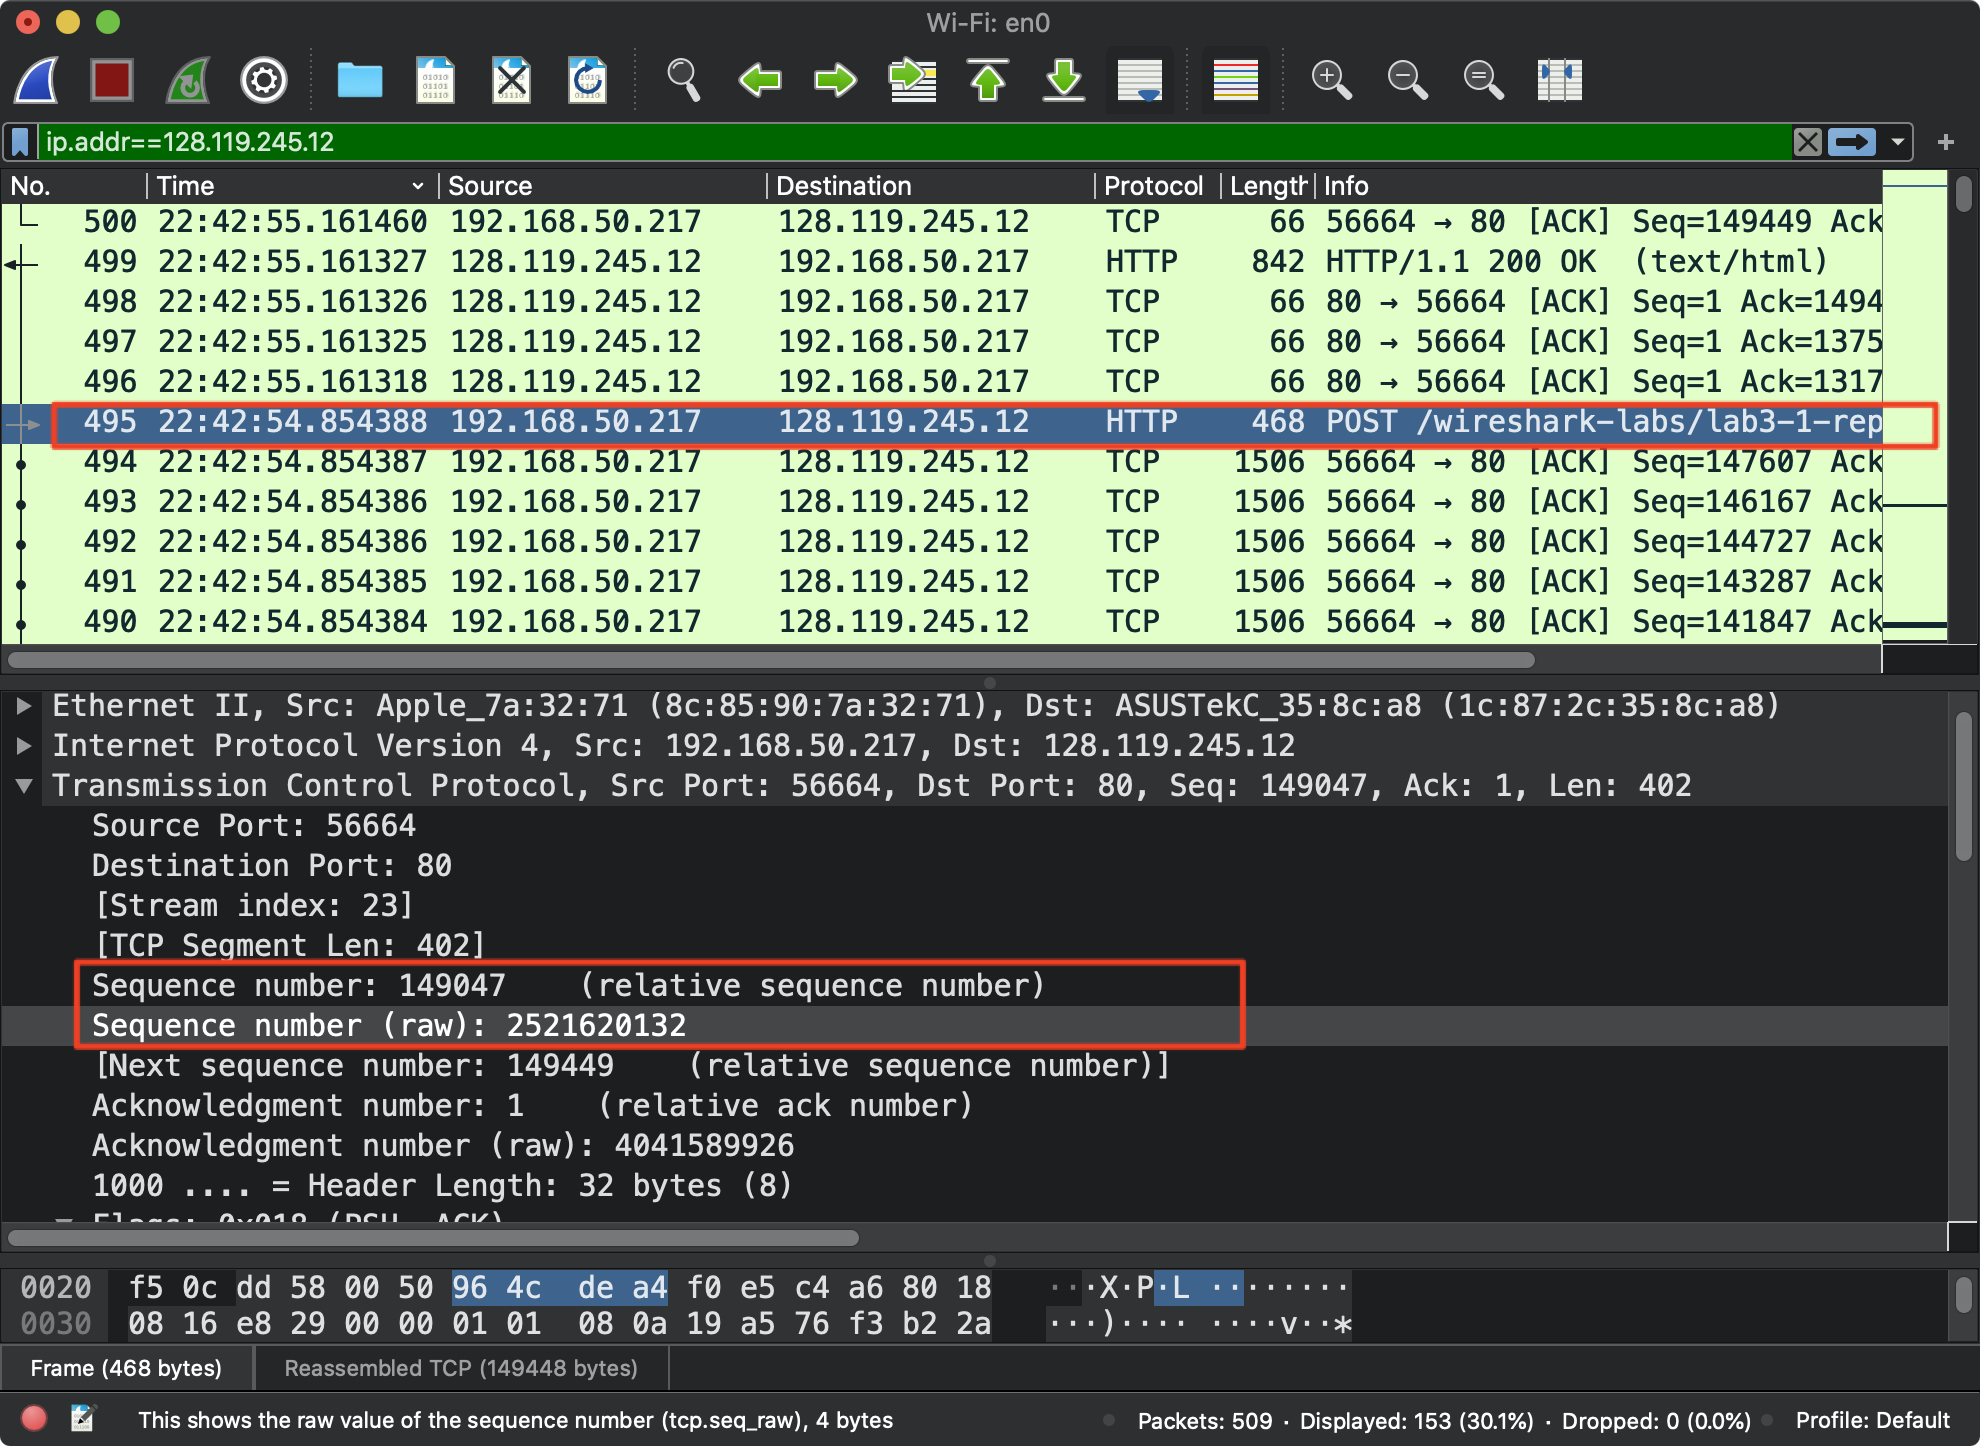 Wi-Fi: en0
ip.addr==128.119.245.12
No. Time Source Destination Protocol Length Info
500 22:42:55.161460 192.168.50.217 128.119.245.12 TCP 66 56664 → 80 [ACK] Seq=149449 Ack
499 22:42:55.161327 128.119.245.12 192.168.50.217 HTTP 842 HTTP/1.1 200 OK (text/html)
498 22:42:55.161326 128.119.245.12 192.168.50.217 TCP 66 80 → 56664 [ACK] Seq=1 Ack=1494
497 22:42:55.161325 128.119.245.12 192.168.50.217 TCP 66 80 → 56664 [ACK] Seq=1 Ack=1375
496 22:42:55.161318 128.119.245.12 192.168.50.217 TCP 66 80 → 56664 [ACK] Seq=1 Ack=1317
495 22:42:54.854388 192.168.50.217 128.119.245.12 HTTP 468 POST /wireshark-labs/lab3-1-rep
494 22:42:54.854387 192.168.50.217 128.119.245.12 TCP 1506 56664 → 80 [ACK] Seq=147607 Ack
493 22:42:54.854386 192.168.50.217 128.119.245.12 TCP 1506 56664 → 80 [ACK] Seq=146167 Ack
492 22:42:54.854386 192.168.50.217 128.119.245.12 TCP 1506 56664 → 80 [ACK] Seq=144727 Ack
491 22:42:54.854385 192.168.50.217 128.119.245.12 TCP 1506 56664 → 80 [ACK] Seq=143287 Ack
490 22:42:54.854384 192.168.50.217 128.119.245.12 TCP 1506 56664 → 80 [ACK] Seq=141847 Ack
Ethernet II, Src: Apple_7a:32:71 (8c:85:90:7a:32:71), Dst: ASUSTekC_35:8c:a8 (1c:87:2c:35:8c:a8)
Internet Protocol Version 4, Src: 192.168.50.217, Dst: 128.119.245.12
Transmission Control Protocol, Src Port: 56664, Dst Port: 80, Seq: 149047, Ack: 1, Len: 402
Source Port: 56664
Destination Port: 80
[Stream index: 23]
[TCP Segment Len: 402]
Sequence number: 149047 (relative sequence number)
Sequence number (raw): 2521620132
[Next sequence number: 149449 (relative sequence number)]
Acknowledgment number: 1 (relative ack number)
Acknowledgment number (raw): 4041589926
1000 .... = Header Length: 32 bytes (8)
Flags: 0x018 (PSH, ACK)
0020 f5 0c dd 58 00 50 96 4c de a4 f0 e5 c4 a6 80 18 ···X·P·L ········
0030 08 16 e8 29 00 00 01 01 08 0a 19 a5 76 f3 b2 2a ···)···· ····v··*
Frame (468 bytes) Reassembled TCP (149448 bytes)
This shows the raw value of the sequence number (tcp.seq_raw), 4 bytes Packets: 509 · Displayed: 153 (30.1%) · Dropped: 0 (0.0%) Profile: Default